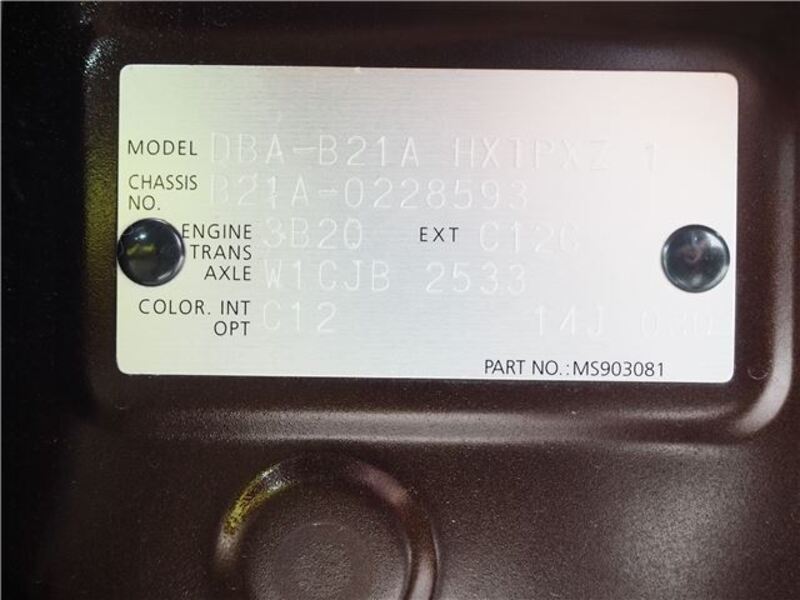 MODEL DBA-B21A HXTPXZ 1
CHASSIS NO. B21A-0228593
ENGINE 3B20 EXT C12C
TRANS AXLE W1CJB 2533
COLOR. INT OPT C12 14J
PART NO.:MS903081